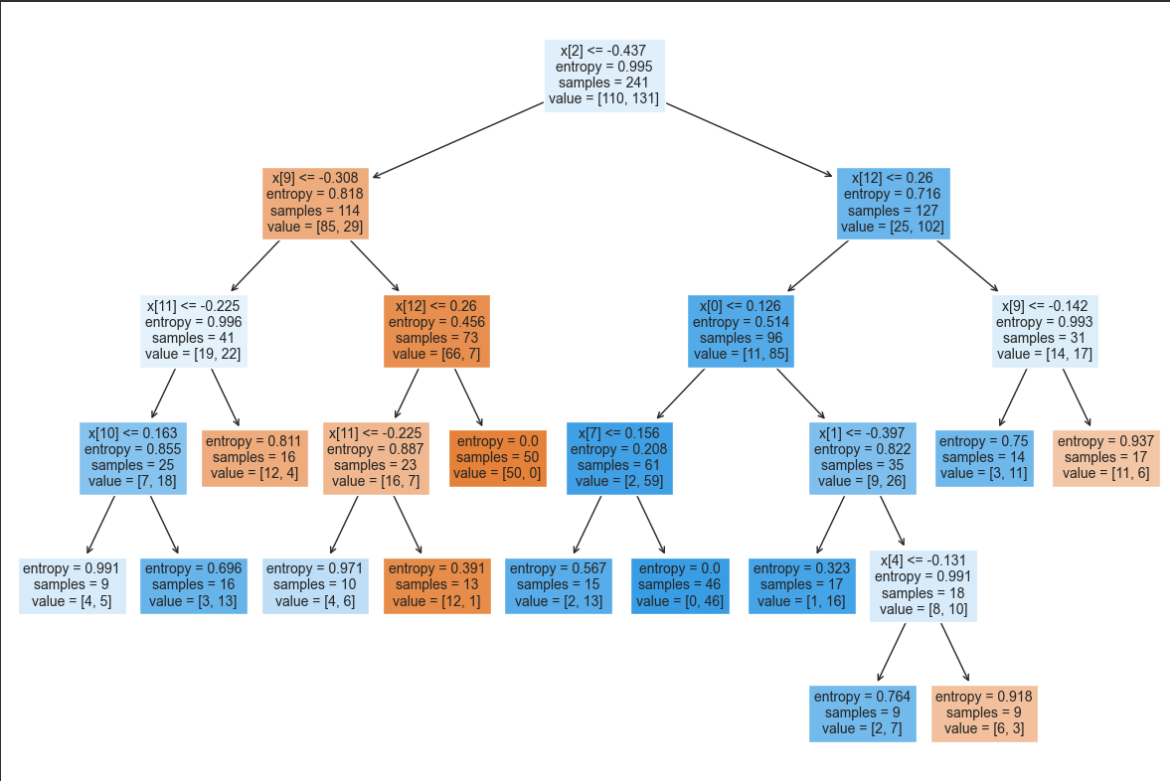 x[2] <= -0.437
entropy = 0.995
samples = 241
value = [110, 131]
x[9] <= -0.308
entropy = 0.818
samples = 114
value = [85, 29]
x[12] <= 0.26
entropy = 0.716
samples = 127
value = [25, 102]
x[11] <= -0.225
entropy = 0.996
samples = 41
value = [19, 22]
x[12] <= 0.26
entropy = 0.456
samples = 73
value = [66, 7]
x[0] <= 0.126
entropy = 0.514
samples = 96
value = [11, 85]
x[9] <= -0.142
entropy = 0.993
samples = 31
value = [14, 17]
x[10] <= 0.163
entropy = 0.855
samples = 25
value = [7, 18]
entropy = 0.811
samples = 16
value = [12, 4]
x[11] <= -0.225
entropy = 0.887
samples = 23
value = [16, 7]
entropy = 0.0
samples = 50
value = [50, 0]
x[7] <= 0.156
entropy = 0.208
samples = 61
value = [2, 59]
x[1] <= -0.397
entropy = 0.822
samples = 35
value = [9, 26]
entropy = 0.75
samples = 14
value = [3, 11]
entropy = 0.937
samples = 17
value = [11, 6]
entropy = 0.991
samples = 9
value = [4, 5]
entropy = 0.696
samples = 16
value = [3, 13]
entropy = 0.971
samples = 10
value = [4, 6]
entropy = 0.391
samples = 13
value = [12, 1]
entropy = 0.567
samples = 15
value = [2, 13]
entropy = 0.0
samples = 46
value = [0, 46]
entropy = 0.323
samples = 17
value = [1, 16]
x[4] <= -0.131
entropy = 0.991
samples = 18
value = [8, 10]
entropy = 0.764
samples = 9
value = [2, 7]
entropy = 0.918
samples = 9
value = [6, 3]